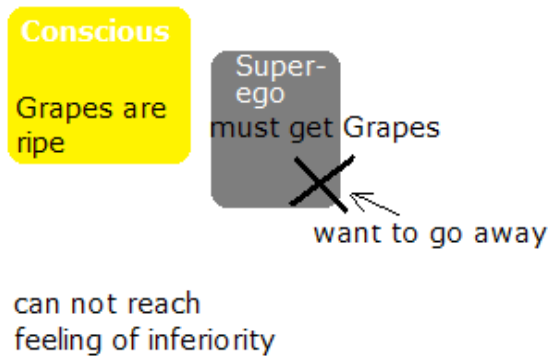 Conscious
Grapes are
ripe
Super-
ego
must get Grapes
want to go away
can not reach
feeling of inferiority